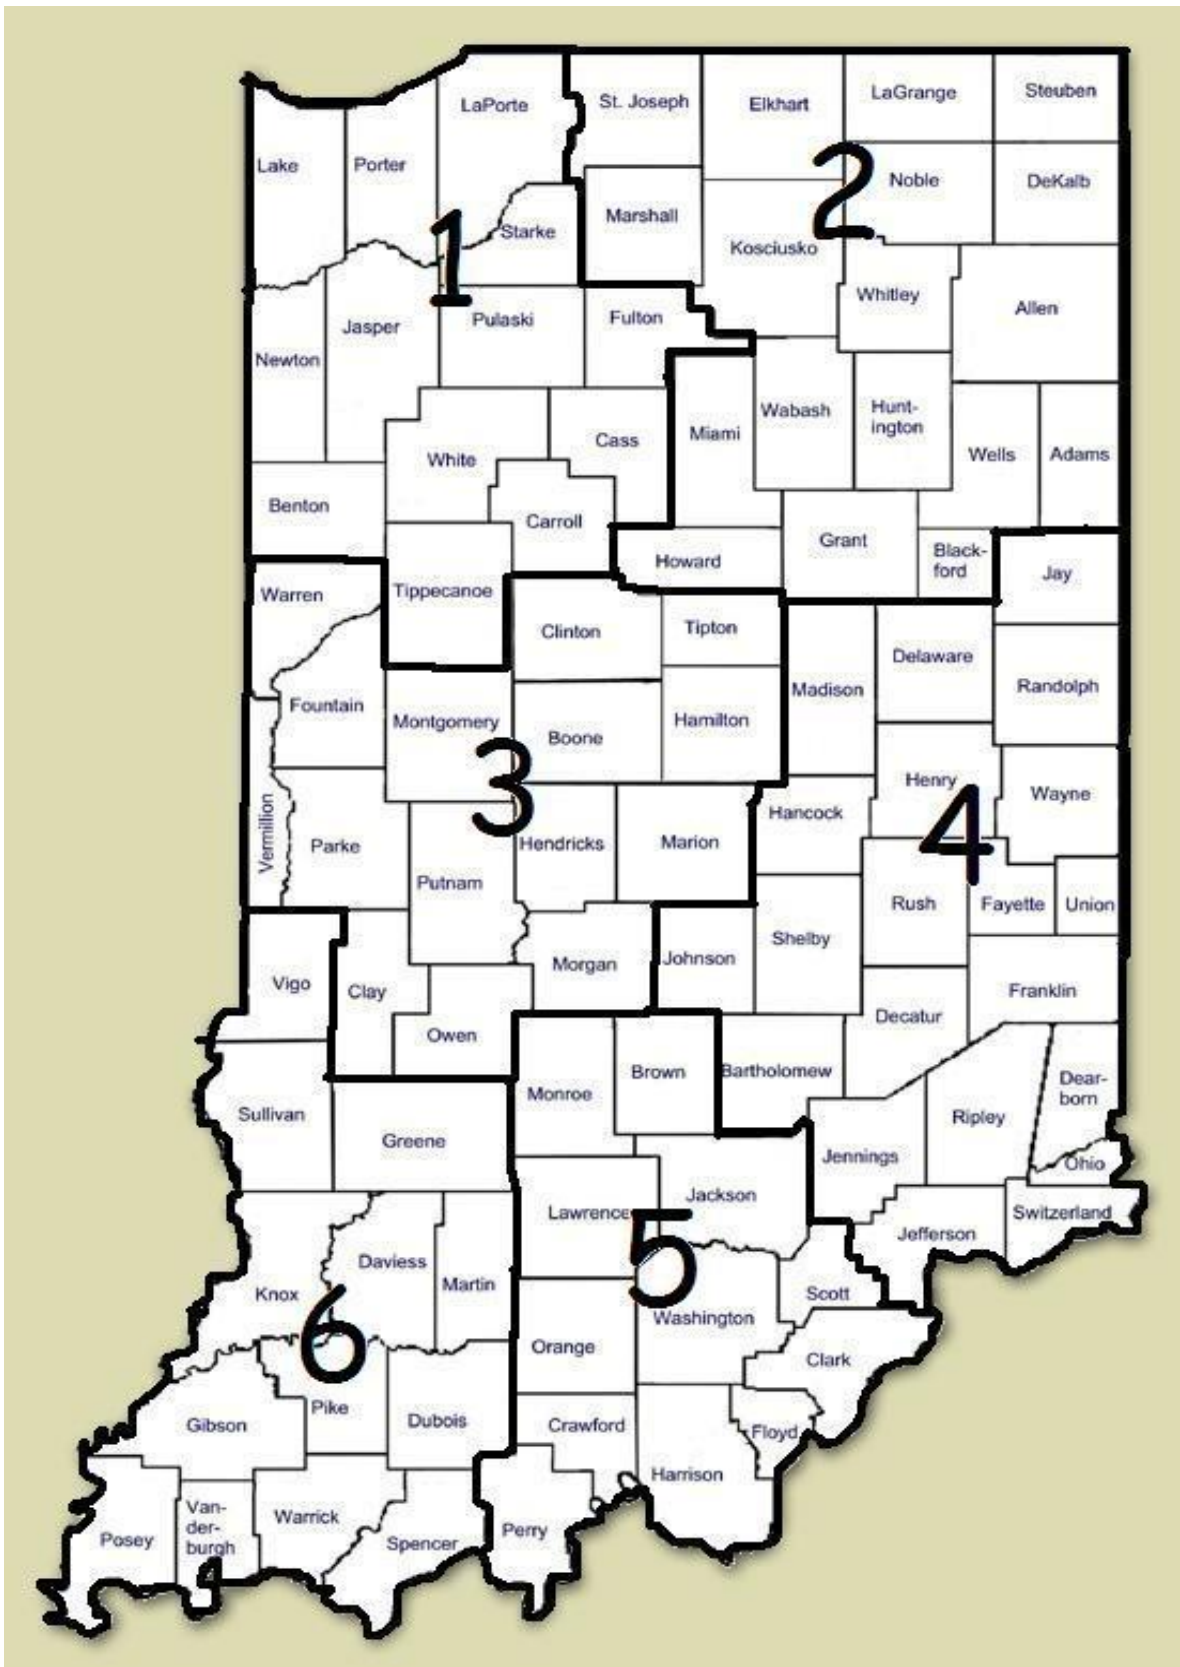 LaPorte
St. Joseph
Elkhart
LaGrange
Steuben
Lake
Porter
2
Noble
DeKalb
Marshall
1
Starke
Kosciusko
Whitley
Allen
Jasper
Pulaski
Fulton
Newton
Wabash
Hunt-
ington
Miami
Cass
White
Wells
Adams
Benton
Carroll
Grant
Howard
Black-
ford
Jay
Warren
Tippecanoe
Clinton
Tipton
Delaware
Madison
Randolph
Fountain
Montgomery
Boone
Hamilton
3
Henry
Wayne
Hancock
4
Vermillion
Parke
Hendricks
Marion
Putnam
Rush
Fayette
Union
Shelby
Johnson
Morgan
Vigo
Clay
Franklin
Decatur
Owen
Brown
Bartholomew
Monroe
Dear-
born
Sullivan
Greene
Ripley
Jennings
Ohio
Jackson
Lawrence
5
Switzerland
Jefferson
Daviess
Martin
Knox
6
Scott
Washington
Orange
Clark
Pike
Gibson
Dubois
Crawford
Floyd
Harrison
Van-
der-
burgh
Warrick
Posey
Spencer
Perry